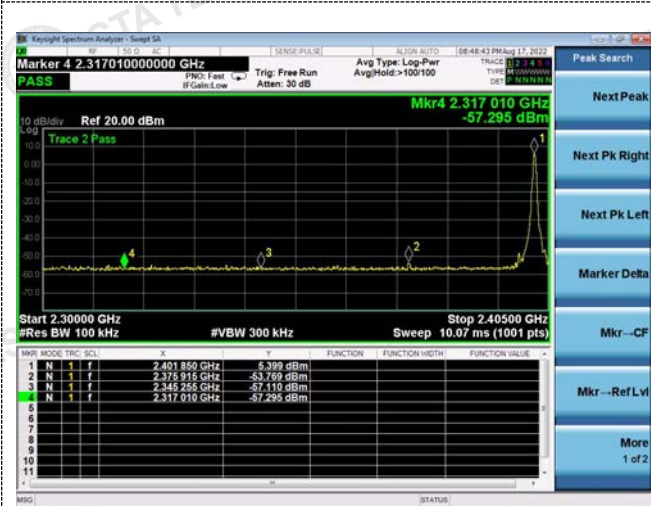 Keysight Spectrum Analyzer - Swept SA
RF 50 Ω AC SENSE:PULSE ALIGN AUTO 08:48:43 PM Aug 17, 2022
Marker 4 2.317010000000 GHz
Avg Type: Log-Pwr
TRACE 1 2 3 4 5 6
PASS
PNO: Fast
Trig: Free Run
Avg|Hold:>100/100
TYPE M WWWWW
IFGain:Low
Atten: 30 dB
DET P NNNNN
Mkr4 2.317 010 GHz
-57.295 dBm
10 dB/div Ref 20.00 dBm
Log
Trace 2 Pass
10.0
0.00
-10.0
-20.0
-30.0
-40.0
-50.0
-60.0
-70.0
1
2
3
4
Start 2.30000 GHz Stop 2.40500 GHz
#Res BW 100 kHz #VBW 300 kHz Sweep 10.07 ms (1001 pts)
MKR MODE TRC SCL X Y FUNCTION FUNCTION WIDTH FUNCTION VALUE
1 N 1 f 2.401 850 GHz 5.399 dBm
2 N 1 f 2.375 915 GHz -53.769 dBm
3 N 1 f 2.345 255 GHz -57.110 dBm
4 N 1 f 2.317 010 GHz -57.295 dBm
5
6
7
8
9
10
11
MSG STATUS
Peak Search
Next Peak
Next Pk Right
Next Pk Left
Marker Delta
Mkr→CF
Mkr→Ref Lvl
More
1 of 2